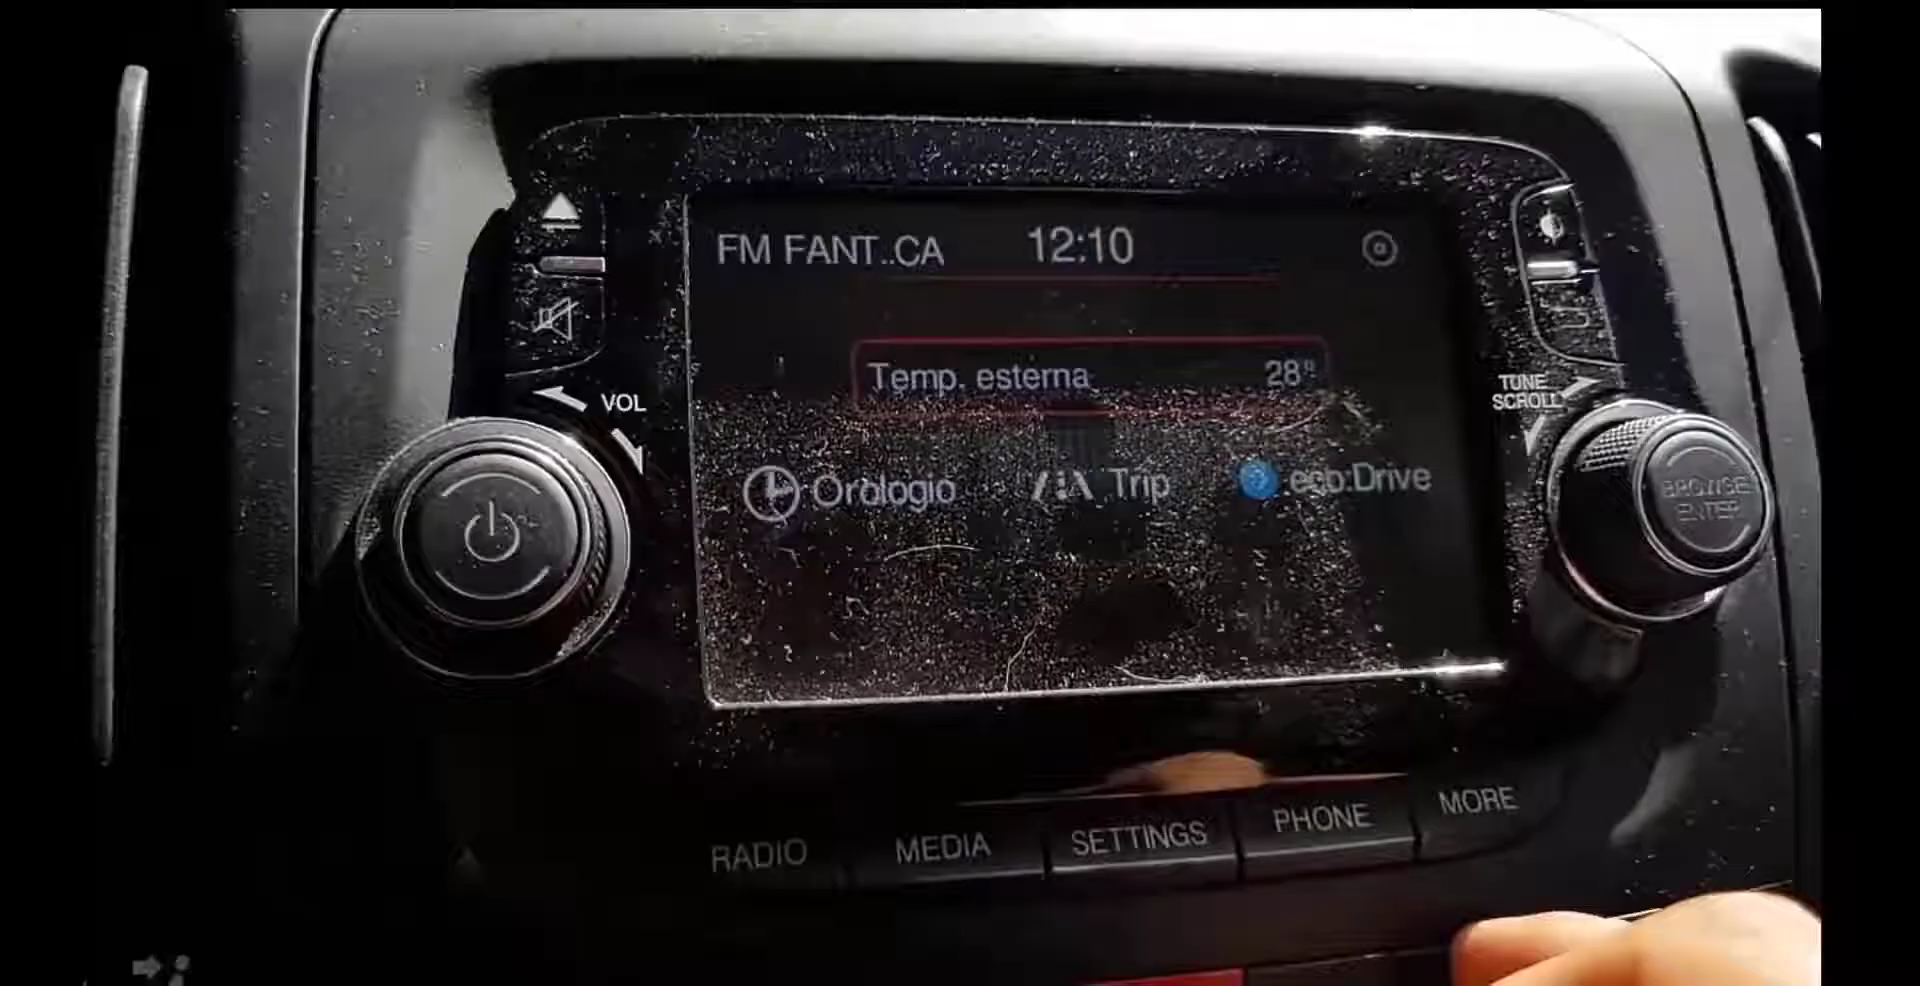 FM FANT..CA 12:10
Temp. esterna 28°
Orologio Trip eco:Drive
VOL
TUNE
SCROLL
BROWSE
ENTER
RADIO MEDIA SETTINGS PHONE MORE